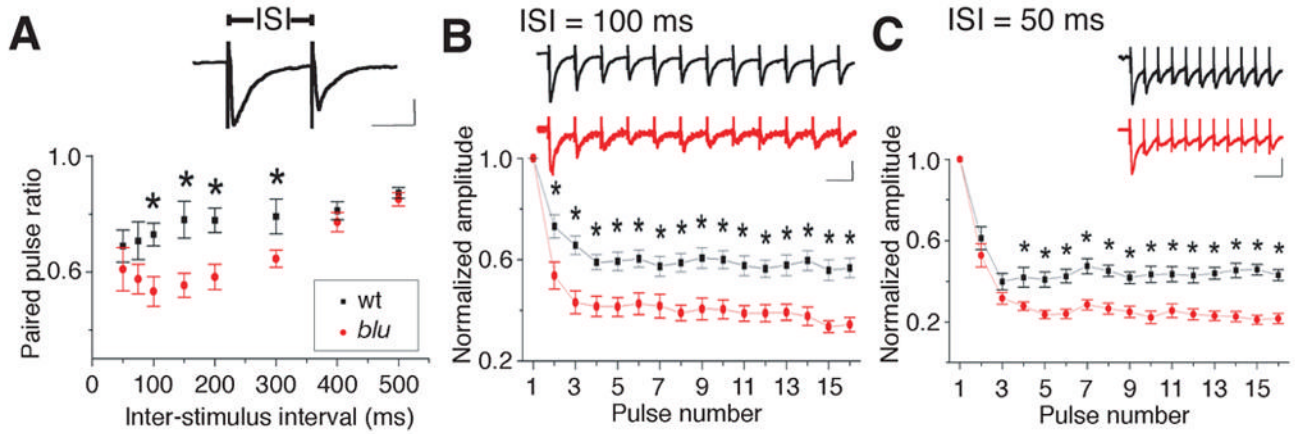 A
ISI
Paired pulse ratio
1.0
0.6
* * * *
wt
blu
0 100 200 300 400 500
Inter-stimulus interval (ms)
B ISI = 100 ms
Normalized amplitude
1.0
0.6
0.2
* * * * * * * * * * * * * * *
1 3 5 7 9 11 13 15
Pulse number
C ISI = 50 ms
Normalized amplitude
1.0
0.6
0.2
* * * * * * * * * * * * *
1 3 5 7 9 11 13 15
Pulse number